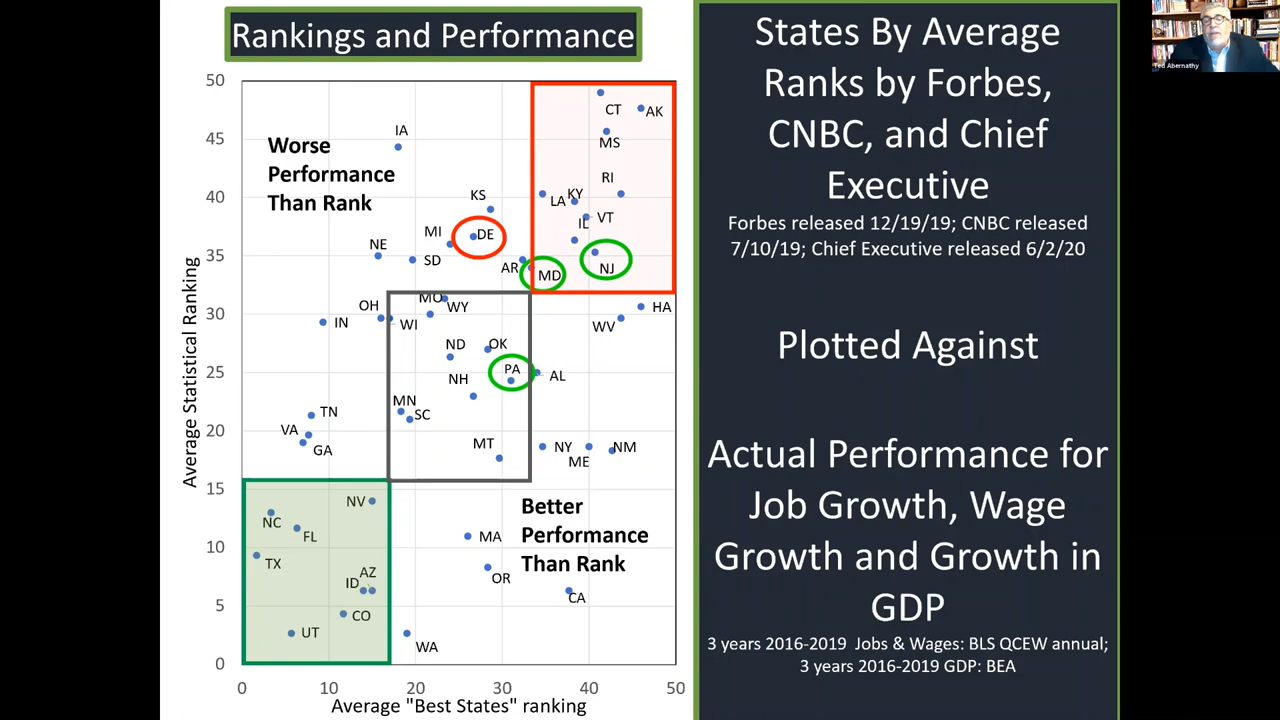 Rankings and Performance
50
45
40
35
30
25
20
15
10
5
0
0
10
20
30
40
50
Average Statistical Ranking
Average "Best States" ranking
Worse
Performance
Than Rank
Better
Performance
Than Rank
CT
AK
MS
IA
RI
KS
LA
KY
VT
IL
MI
DE
NE
SD
AR
MD
NJ
MO
WY
OH
HA
IN
WI
WV
ND
OK
PA
AL
NH
MN
SC
TN
VA
GA
MT
NY
ME
NM
NV
NC
FL
MA
TX
AZ
ID
OR
CA
CO
UT
WA
States By Average
Ranks by Forbes,
CNBC, and Chief
Executive
Forbes released 12/19/19; CNBC released
7/10/19; Chief Executive released 6/2/20
Plotted Against
Actual Performance for
Job Growth, Wage
Growth and Growth in
GDP
3 years 2016-2019 Jobs & Wages: BLS QCEW annual;
3 years 2016-2019 GDP: BEA
Ted Abernathy